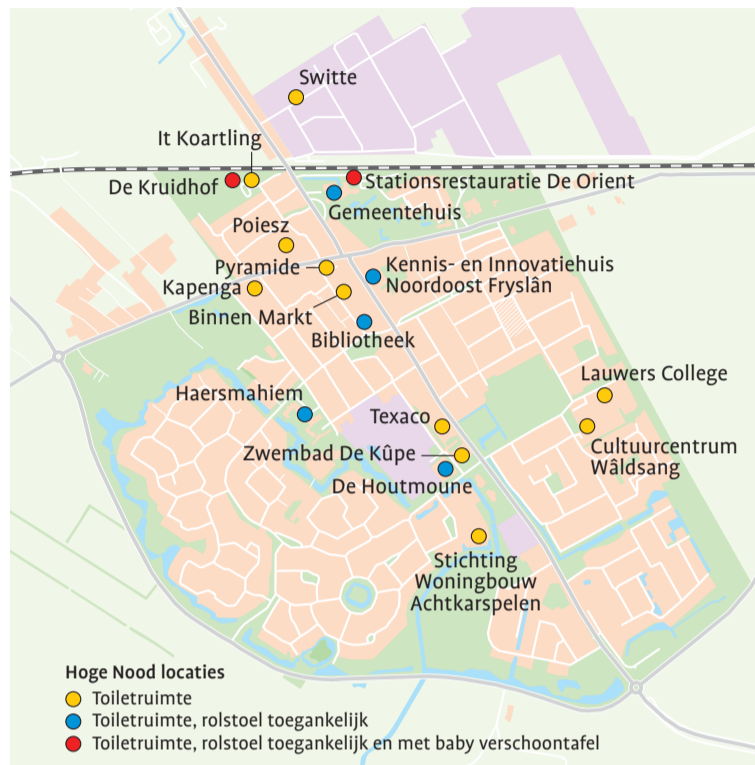 Switte
It Koartling
De Kruidhof
Stationsrestauratie De Orient
Gemeentehuis
Poiesz
Pyramide
Kennis- en Innovatiehuis
Noordoost Fryslân
Kapenga
Binnen Markt
Bibliotheek
Lauwers College
Haersmahiem
Texaco
Cultuurcentrum
Wâldsang
Zwembad De Kûpe
De Houtmoune
Stichting
Woningbouw
Achtkarspelen
Hoge Nood locaties
Toiletruimte
Toiletruimte, rolstoel toegankelijk
Toiletruimte, rolstoel toegankelijk en met baby verschoontafel